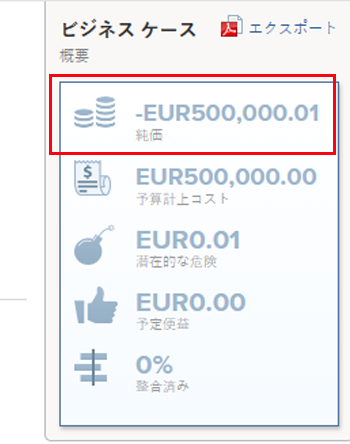 ビジネス ケース
エクスポート
概要
-EUR500,000.01
純価
EUR500,000.00
予算計上コスト
EUR0.01
潜在的な危険
EUR0.00
予定便益
0%
整合済み